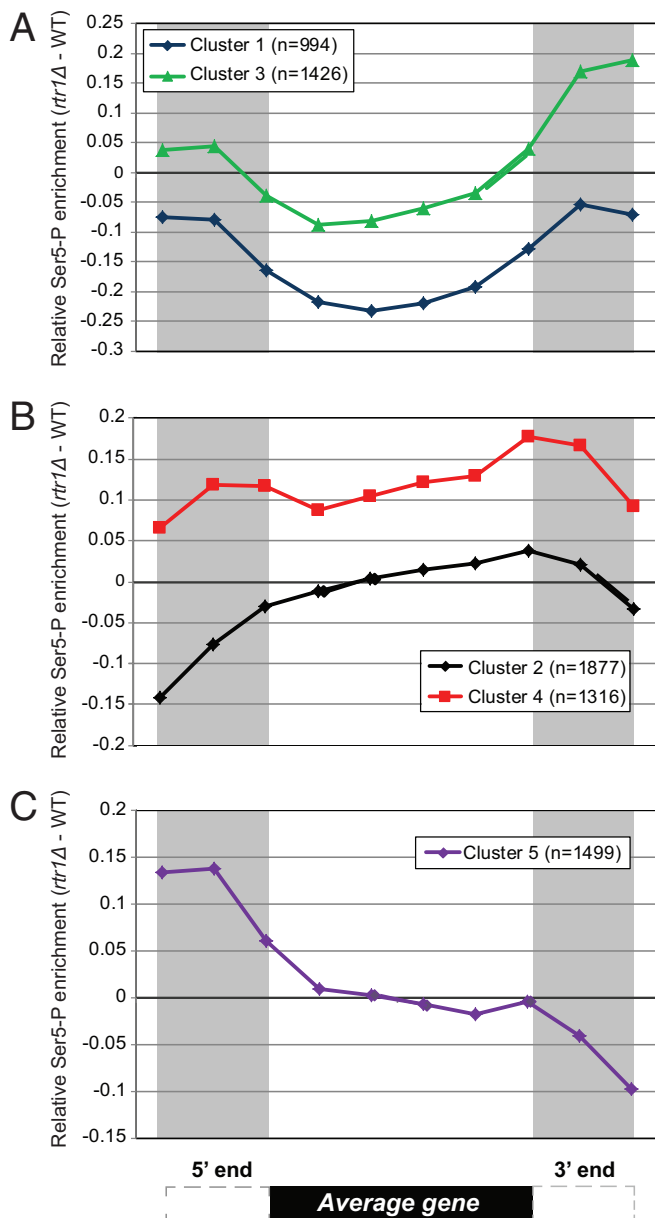 A
Relative Ser5-P enrichment (rtr1Δ - WT)
0.25
0.2
0.15
0.1
0.05
0
-0.05
-0.1
-0.15
-0.2
-0.25
-0.3
Cluster 1 (n=994)
Cluster 3 (n=1426)
B
Relative Ser5-P enrichment (rtr1Δ - WT)
0.2
0.15
0.1
0.05
0
-0.05
-0.1
-0.15
-0.2
Cluster 2 (n=1877)
Cluster 4 (n=1316)
C
Relative Ser5-P enrichment (rtr1Δ - WT)
0.2
0.15
0.1
0.05
0
-0.05
-0.1
-0.15
Cluster 5 (n=1499)
5' end
3' end
Average gene